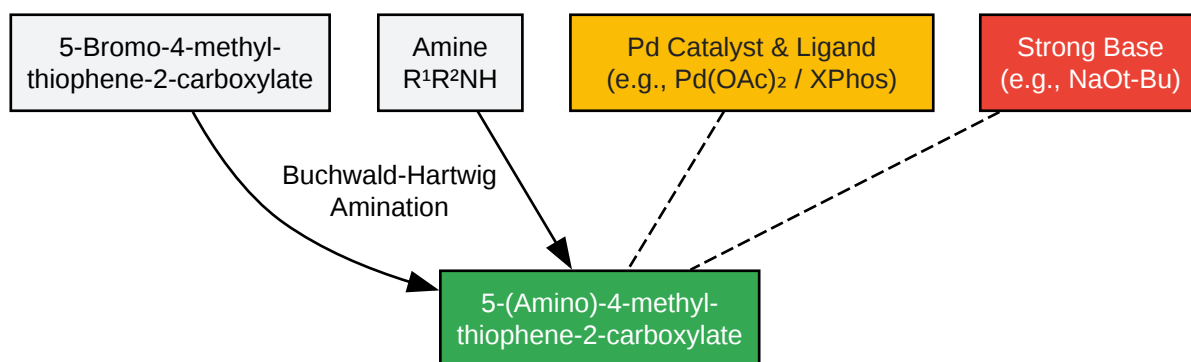 5-Bromo-4-methyl-
thiophene-2-carboxylate
Amine
R¹R²NH
Pd Catalyst & Ligand
(e.g., Pd(OAc)₂ / XPhos)
Strong Base
(e.g., NaOt-Bu)
Buchwald-Hartwig
Amination
5-(Amino)-4-methyl-
thiophene-2-carboxylate